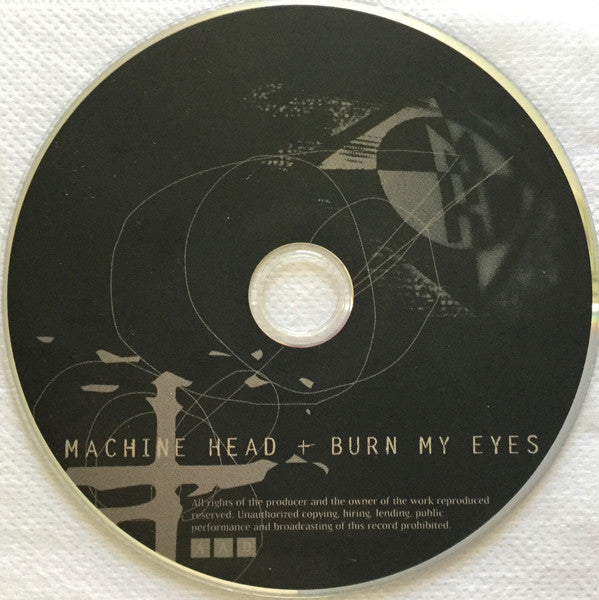 MACHINE HEAD + BURN MY EYES
All rights of the producer and the owner of the work reproduced
reserved. Unauthorized copying, hiring, lending, public
performance and broadcasting of this record prohibited.
A A D